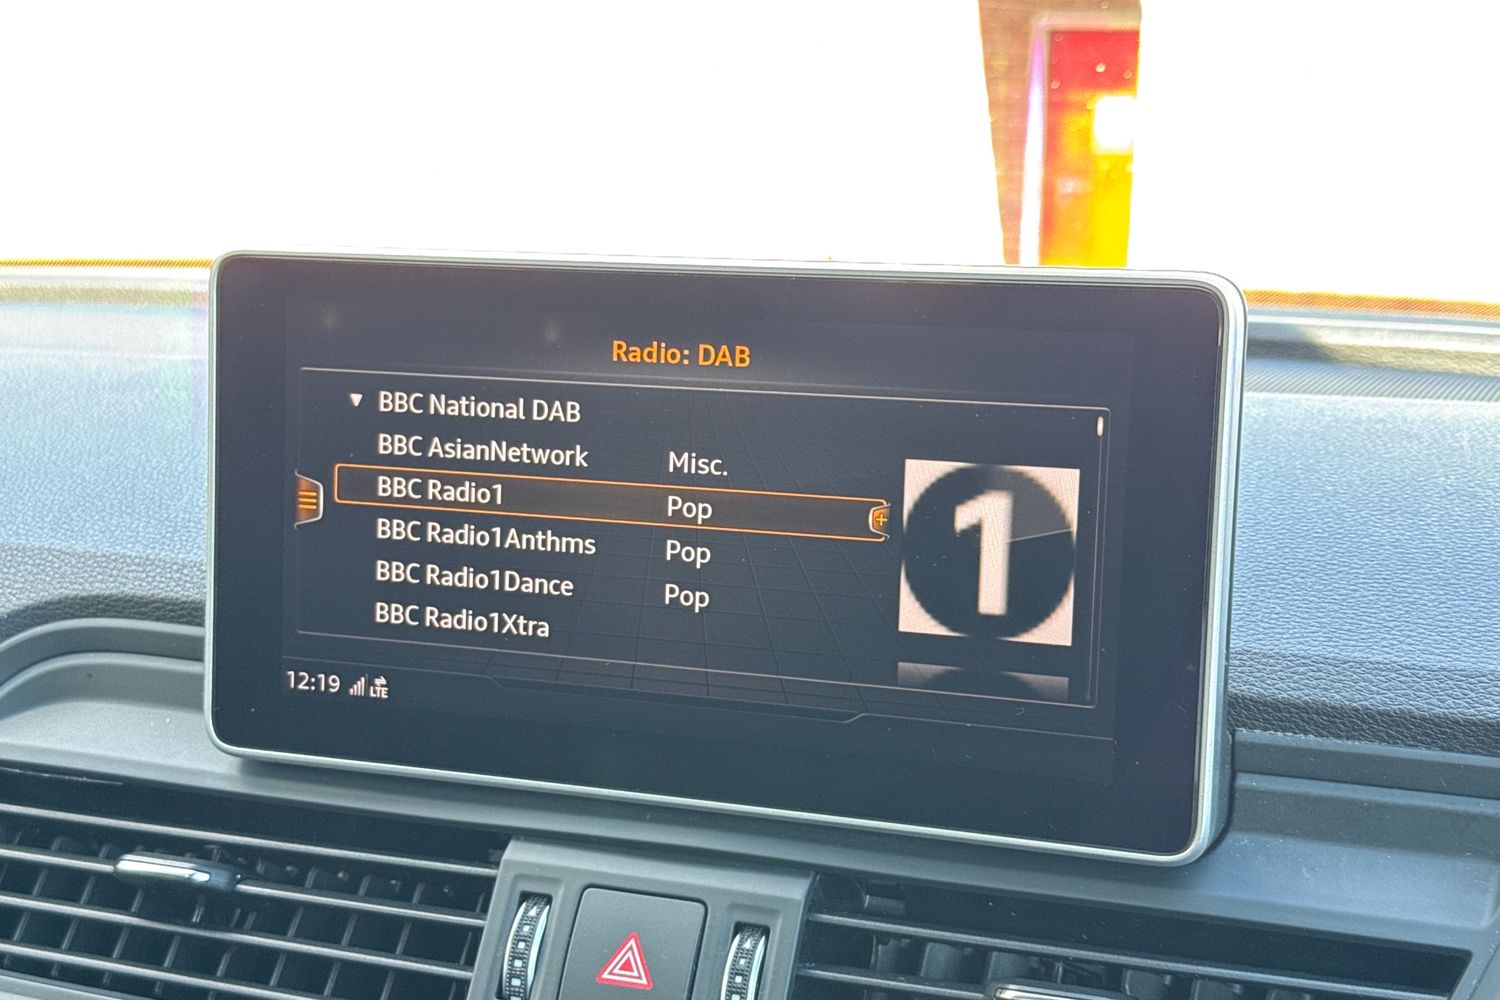 Radio: DAB
BBC National DAB
BBC AsianNetwork Misc.
BBC Radio1 Pop
BBC Radio1Anthms Pop
BBC Radio1Dance Pop
BBC Radio1Xtra
1
12:19 LTE